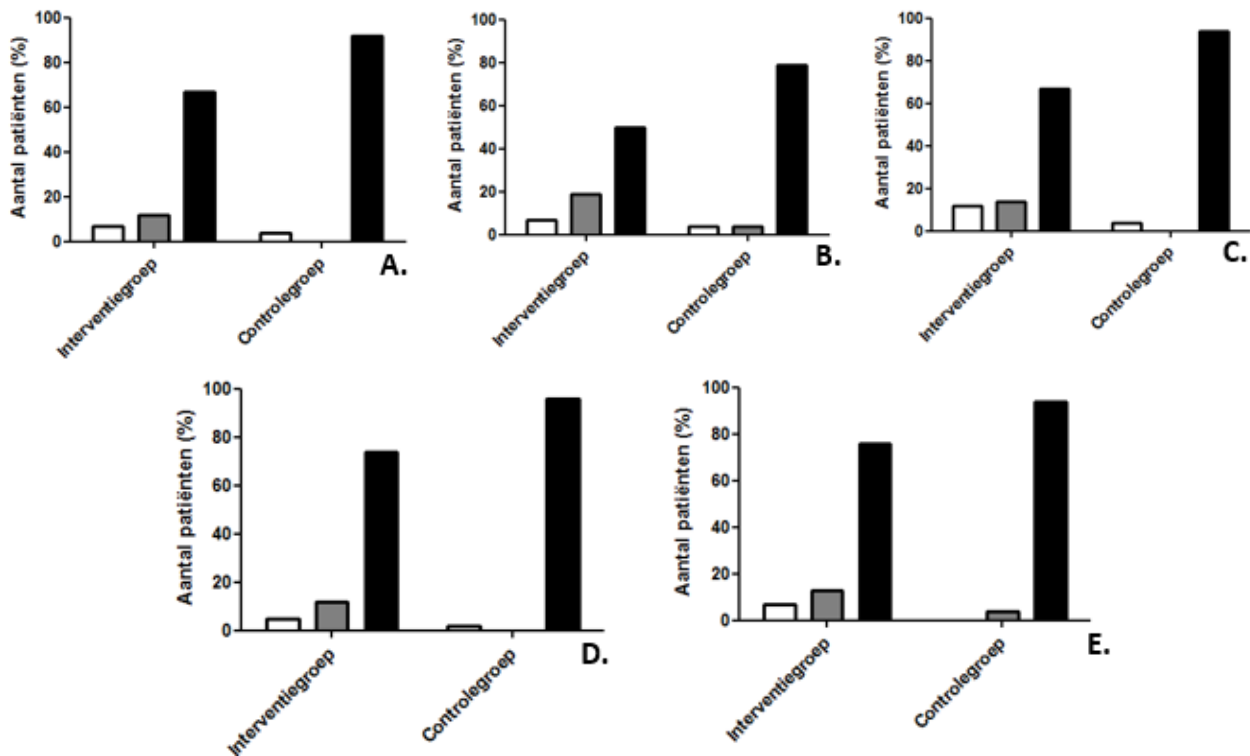 Aantal patiënten (%)
100
80
60
40
20
0
Interventiegroep
Controlegroep
A.
Aantal patiënten (%)
100
80
60
40
20
0
Interventiegroep
Controlegroep
B.
Aantal patiënten (%)
100
80
60
40
20
0
Interventiegroep
Controlegroep
C.
Aantal patiënten (%)
100
80
60
40
20
0
Interventiegroep
Controlegroep
D.
Aantal patiënten (%)
100
80
60
40
20
0
Interventiegroep
Controlegroep
E.